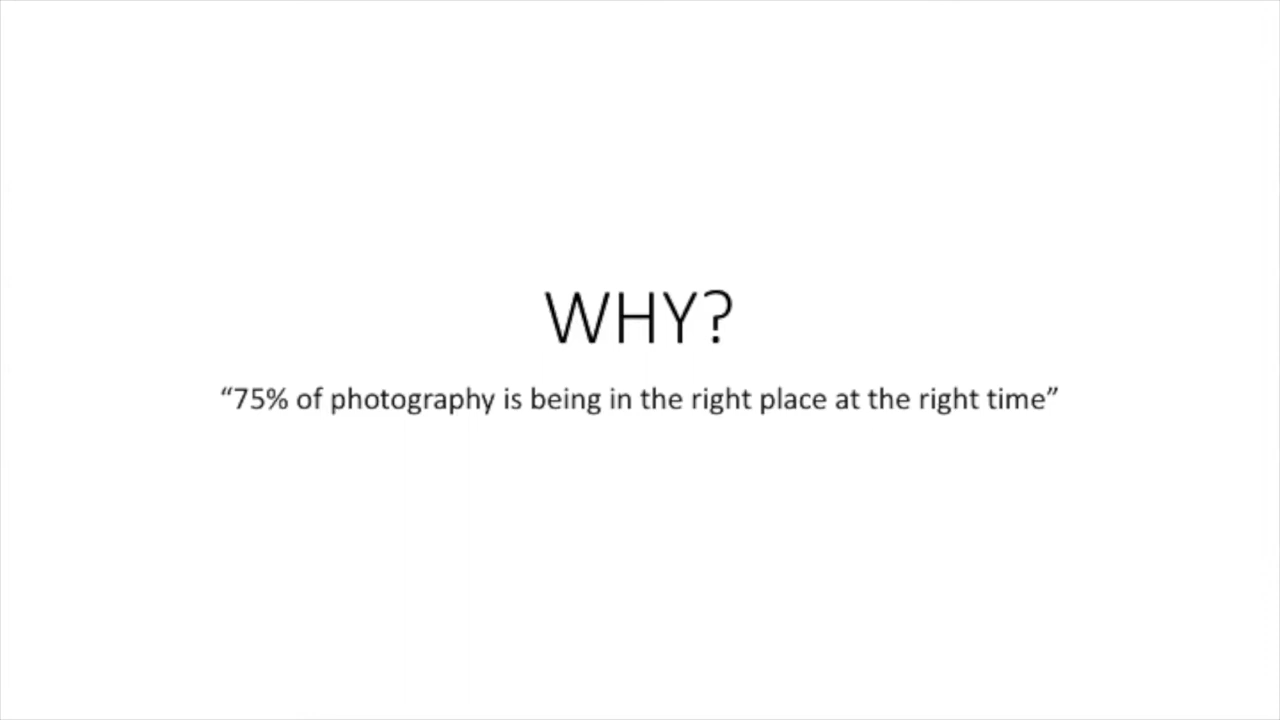 WHY?
“75% of photography is being in the right place at the right time”